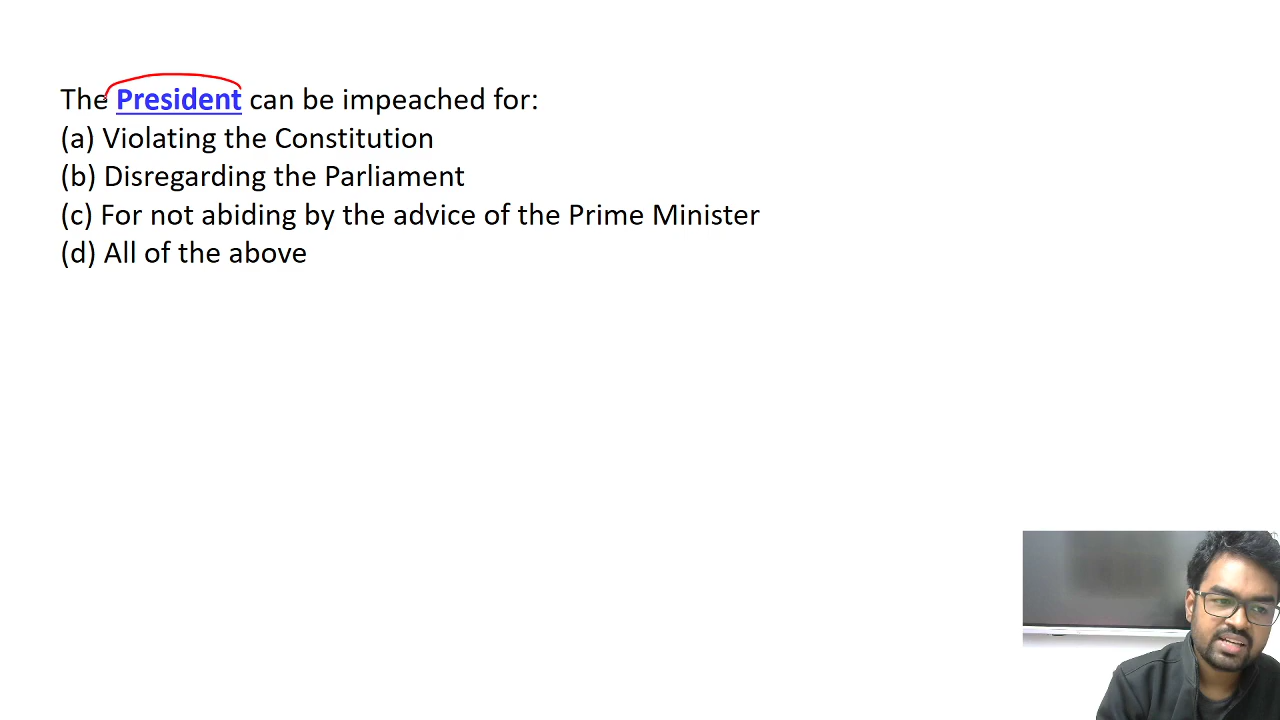 The President can be impeached for:
(a) Violating the Constitution
(b) Disregarding the Parliament
(c) For not abiding by the advice of the Prime Minister
(d) All of the above